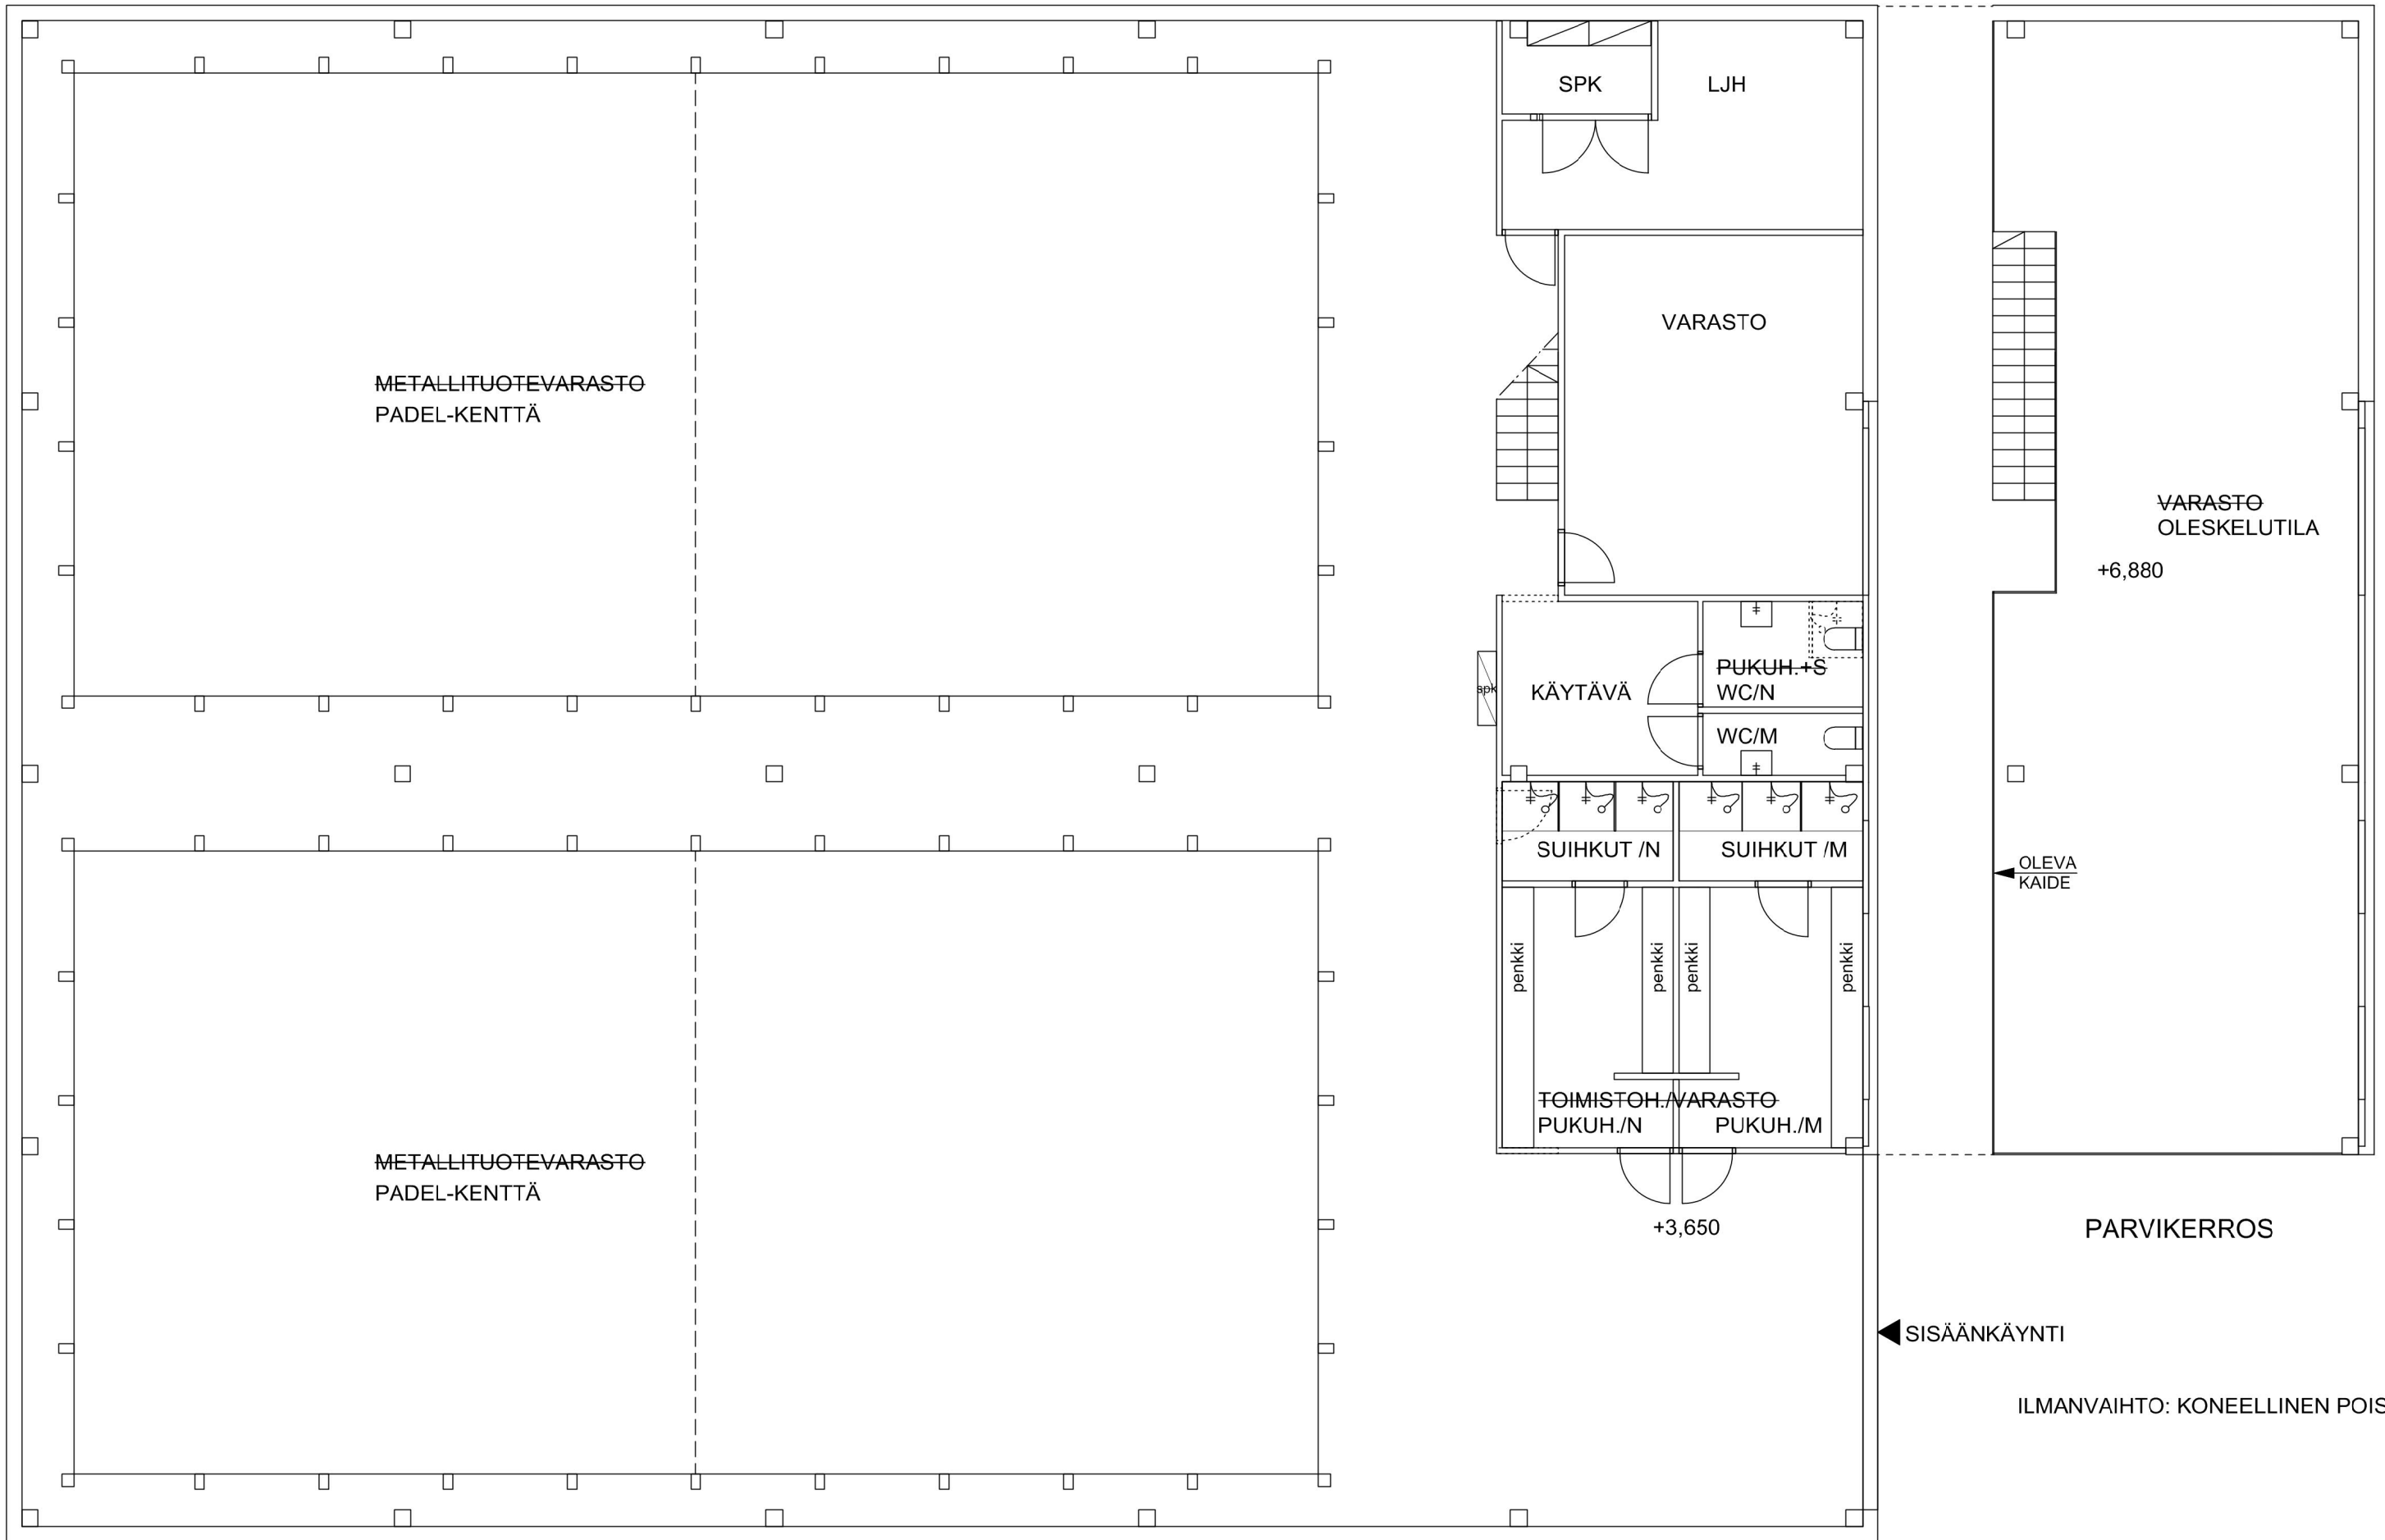 SPK
LJH
VARASTO
METALLITUOTEVARASTO
PADEL-KENTTÄ
VARASTO
OLESKELUTILA
+6,880
spk
KÄYTÄVÄ
PUKUH.+S
WC/N
WC/M
SUIHKUT /N
SUIHKUT /M
OLEVA
KAIDE
penkki
penkki
penkki
penkki
TOIMISTOH./VARASTO
PUKUH./N
PUKUH./M
METALLITUOTEVARASTO
PADEL-KENTTÄ
+3,650
PARVIKERROS
SISÄÄNKÄYNTI
ILMANVAIHTO: KONEELLINEN POIS